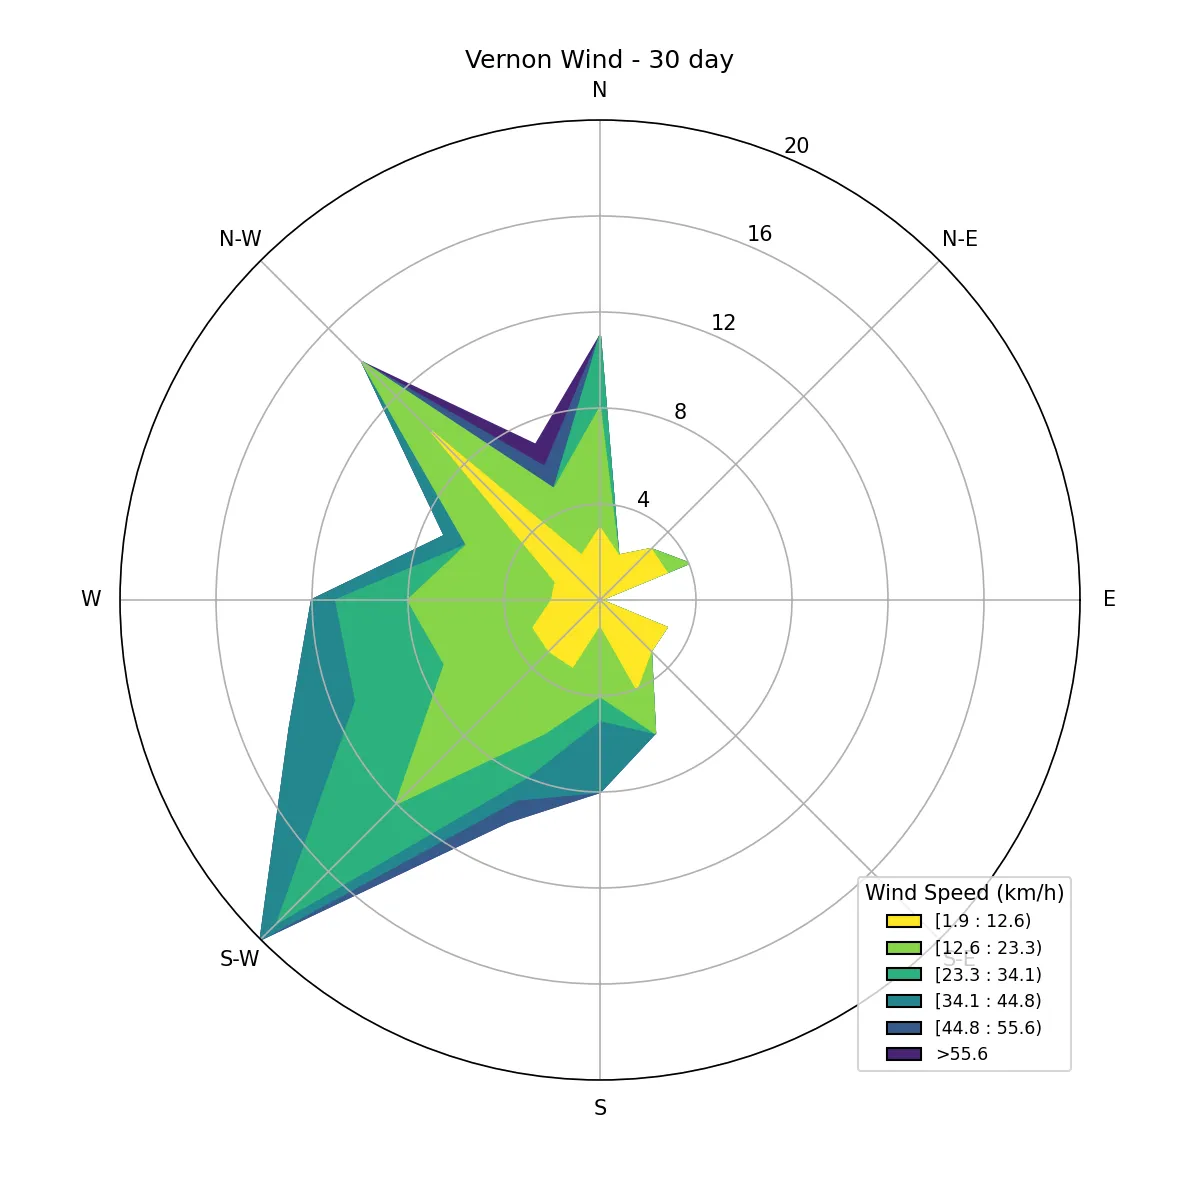 Vernon Wind - 30 day
N
20
N-W
N-E
16
12
8
4
W
E
S-W
S-E
Wind Speed (km/h)
[1.9 : 12.6)
[12.6 : 23.3)
[23.3 : 34.1)
[34.1 : 44.8)
[44.8 : 55.6)
>55.6
S